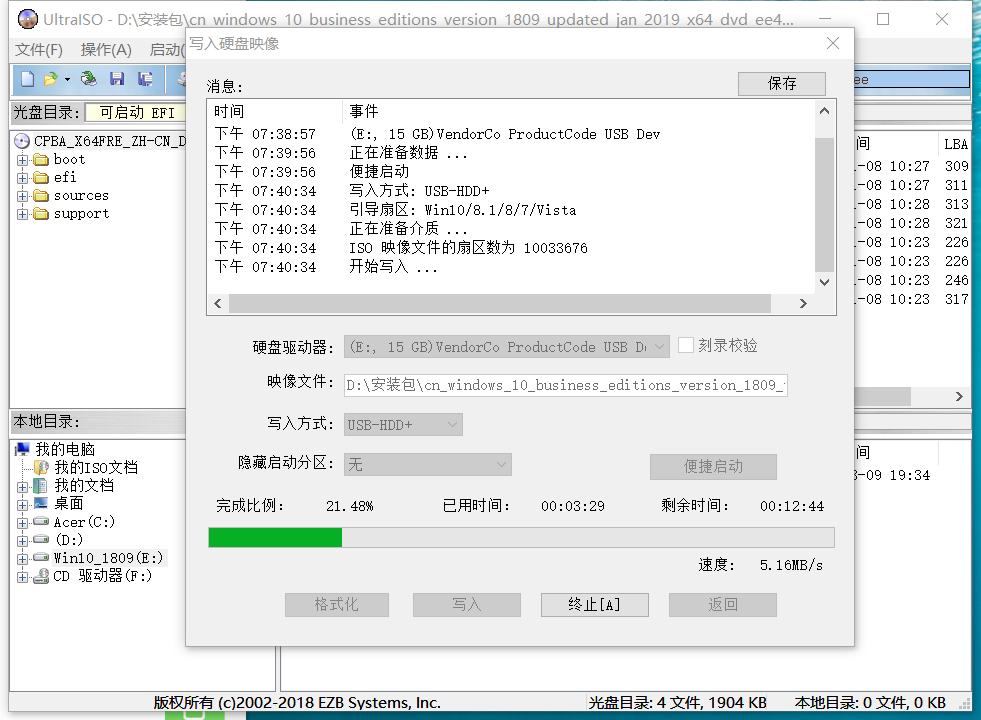 UltraISO - D:\安装包\cn_windows_10_business_editions_version_1809_updated_jan_2019_x64_dvd_ee4...
文件(F) 操作(A) 启动(
写入硬盘映像
消息:
保存
光盘目录: 可启动 EFI
时间 事件
下午 07:38:57 (E:, 15 GB)VendorCo ProductCode USB Dev
下午 07:39:56 正在准备数据 ...
下午 07:39:56 便捷启动
下午 07:40:34 写入方式: USB-HDD+
下午 07:40:34 引导扇区: Win10/8.1/8/7/Vista
下午 07:40:34 正在准备介质 ...
下午 07:40:34 ISO 映像文件的扇区数为 10033676
下午 07:40:34 开始写入 ...
CPBA_X64FRE_ZH-CN_D
boot
efi
sources
support
间 LBA
-08 10:27 309
-08 10:27 311
-08 10:28 313
-08 10:28 321
-08 10:23 226
-08 10:23 226
-08 10:23 246
-08 10:23 317
硬盘驱动器: (E:, 15 GB)VendorCo ProductCode USB D 刻录校验
映像文件: D:\安装包\cn_windows_10_business_editions_version_1809_
写入方式: USB-HDD+
隐藏启动分区: 无 便捷启动
完成比例: 21.48% 已用时间: 00:03:29 剩余时间: 00:12:44
速度: 5.16MB/s
格式化 写入 终止[A] 返回
本地目录:
我的电脑
我的ISO文档
我的文档
桌面
Acer(C:)
(D:)
Win10_1809(E:)
CD 驱动器(F:)
间
-09 19:34
版权所有 (c)2002-2018 EZB Systems, Inc. 光盘目录: 4 文件, 1904 KB 本地目录: 0 文件, 0 KB